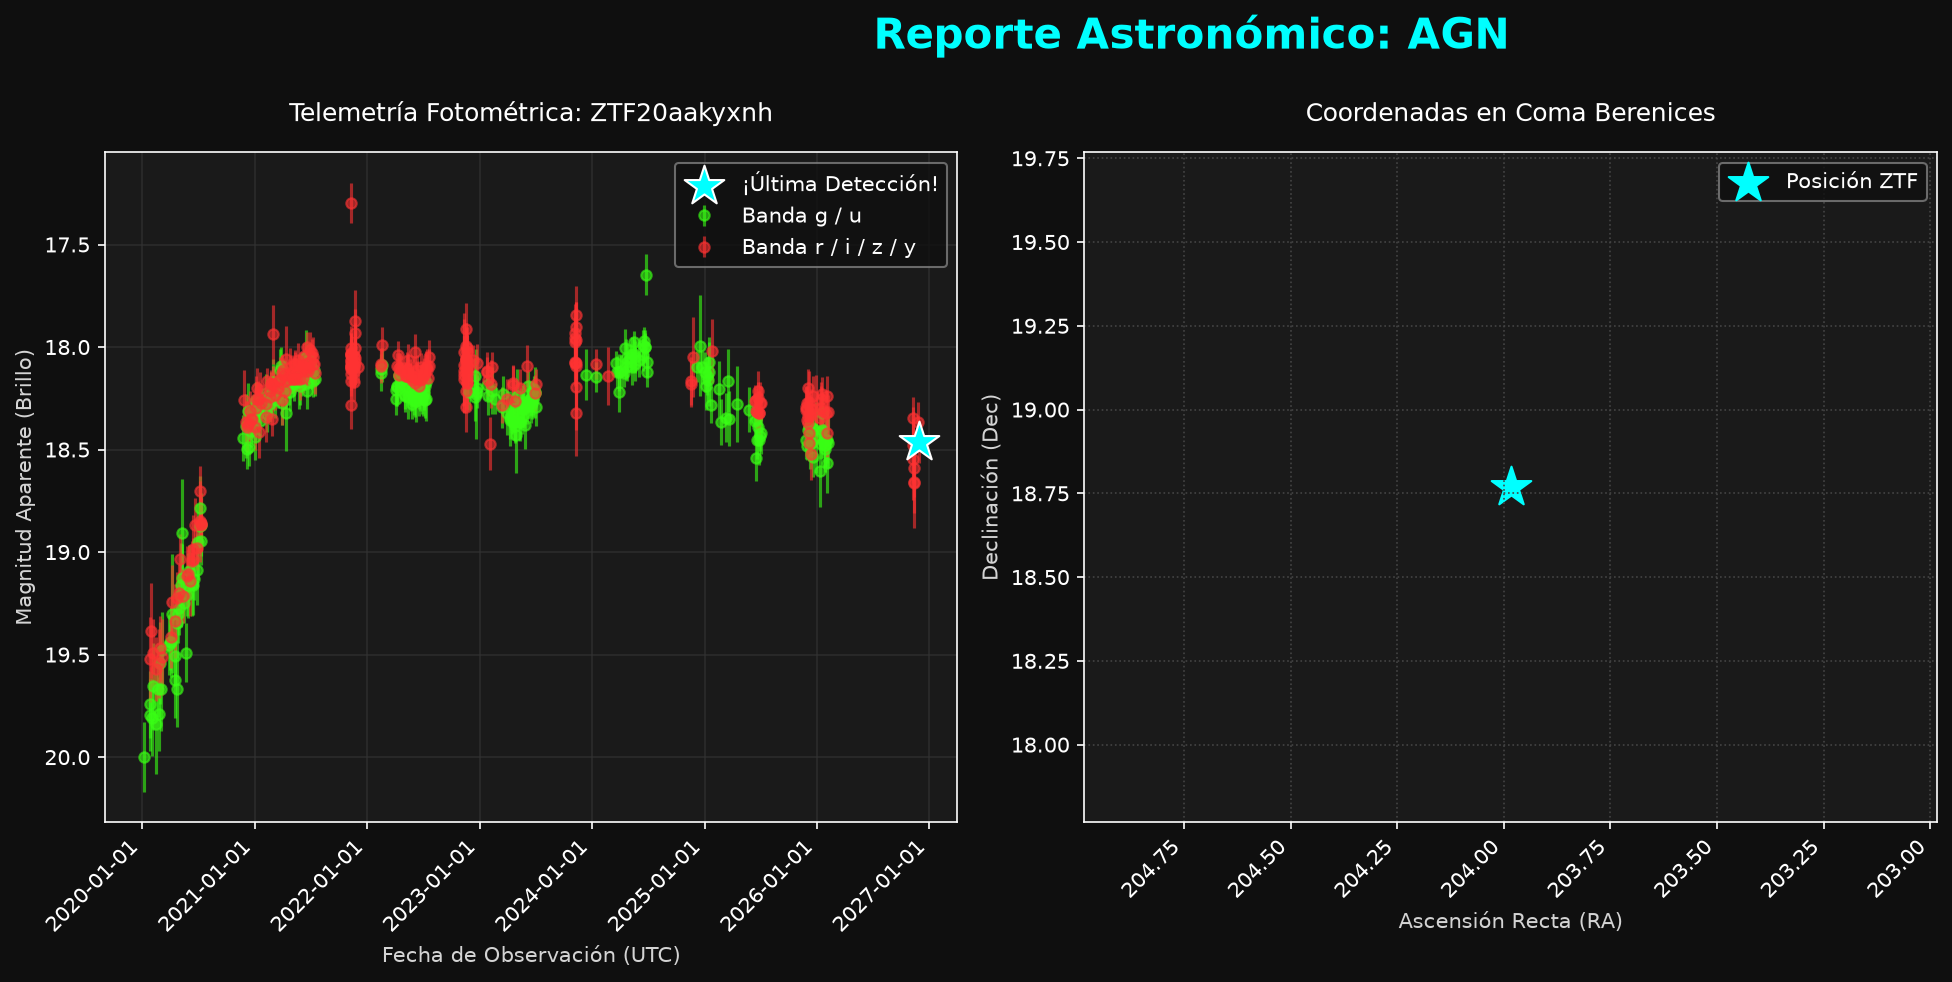 Reporte Astronómico: AGN
Telemetría Fotométrica: ZTF20aakyxnh
Magnitud Aparente (Brillo)
17.5
18.0
18.5
19.0
19.5
20.0
¡Última Detección!
Banda g / u
Banda r / i / z / y
2020-01-01
2021-01-01
2022-01-01
2023-01-01
2024-01-01
2025-01-01
2026-01-01
2027-01-01
Fecha de Observación (UTC)
Coordenadas en Coma Berenices
Declinación (Dec)
19.75
19.50
19.25
19.00
18.75
18.50
18.25
18.00
Posición ZTF
204.75
204.50
204.25
204.00
203.75
203.50
203.25
203.00
Ascensión Recta (RA)